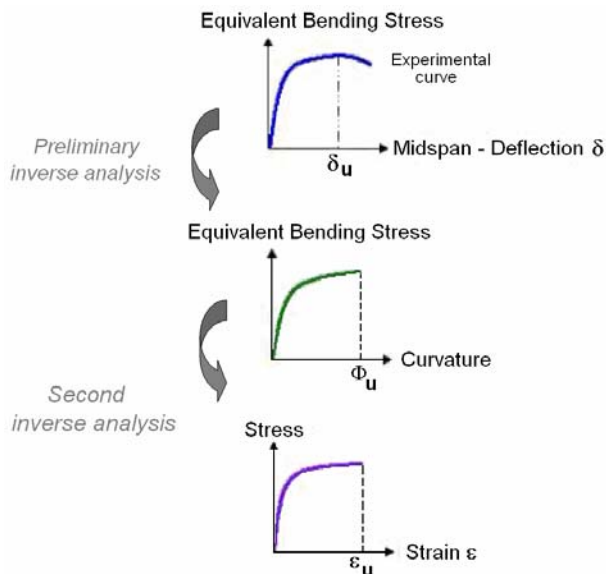 Equivalent Bending Stress
Experimental
curve
Preliminary
inverse analysis
Midspan - Deflection δ
δu
Equivalent Bending Stress
Curvature
Φu
Second
inverse analysis
Stress
Strain ε
εu